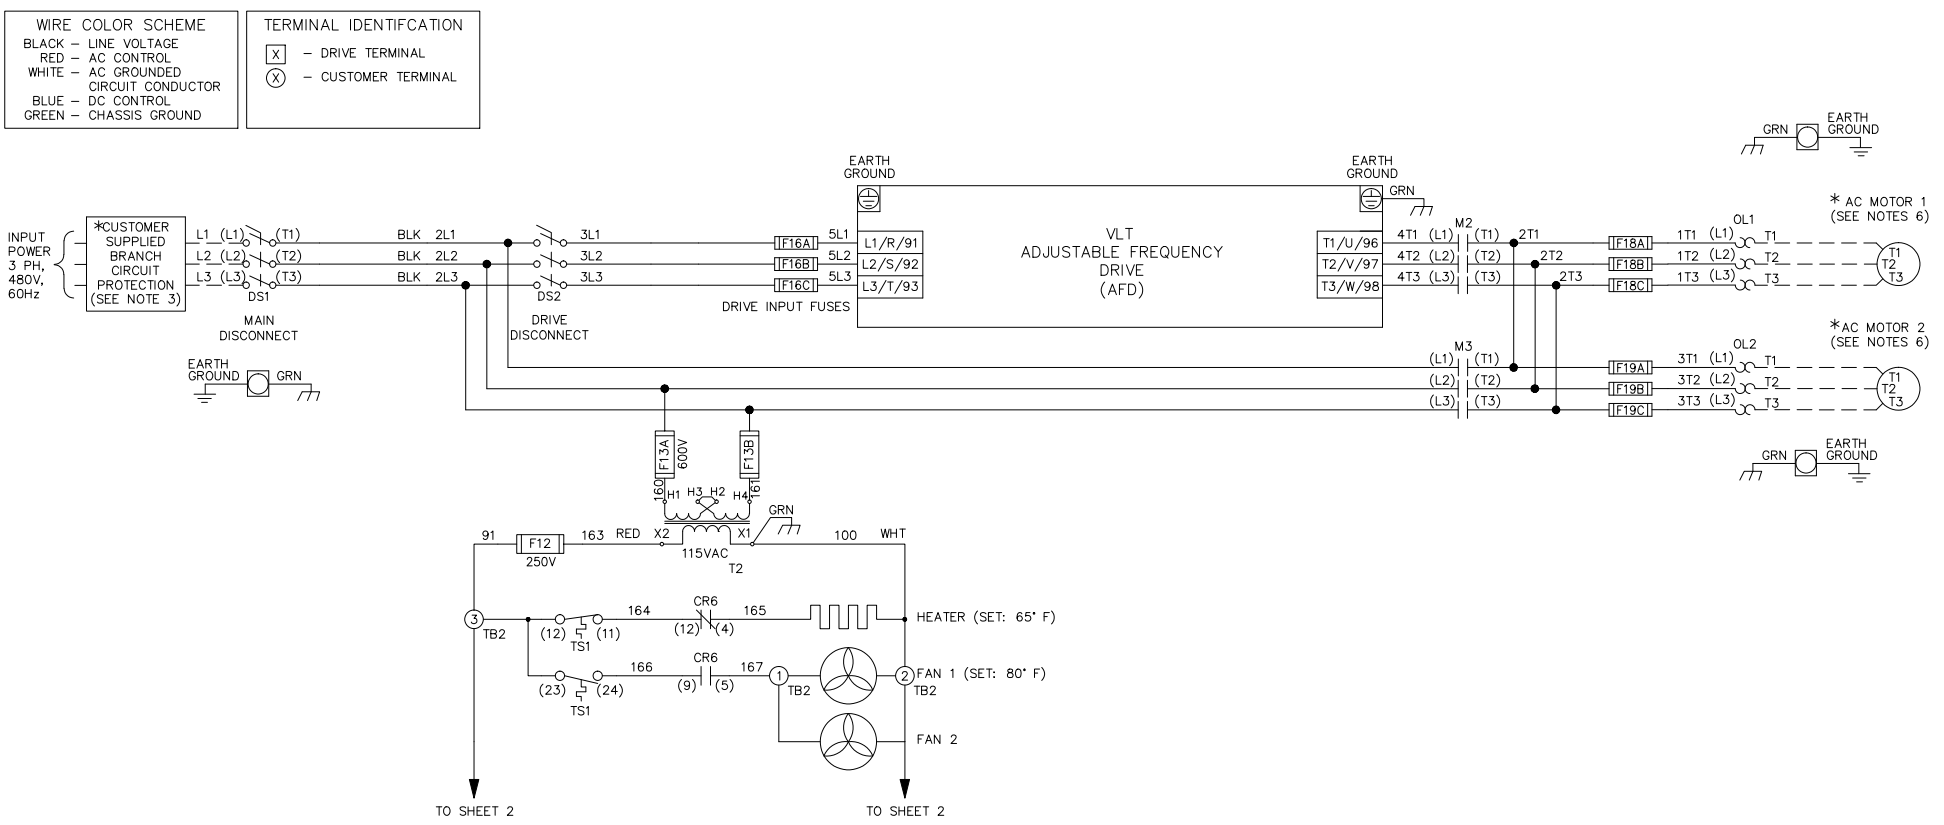 WIRE COLOR SCHEME
BLACK – LINE VOLTAGE
RED – AC CONTROL
WHITE – AC GROUNDED
CIRCUIT CONDUCTOR
BLUE – DC CONTROL
GREEN – CHASSIS GROUND
TERMINAL IDENTIFCATION
X – DRIVE TERMINAL
X – CUSTOMER TERMINAL
INPUT
POWER
3 PH,
480V,
60Hz
*CUSTOMER
SUPPLIED
BRANCH
CIRCUIT
PROTECTION
(SEE NOTE 3)
L1 (L1) (T1) BLK 2L1 3L1 F16A 5L1 L1/R/91
L2 (L2) (T2) BLK 2L2 3L2 F16B 5L2 L2/S/92
L3 (L3) (T3) BLK 2L3 3L3 F16C 5L3 L3/T/93
DS1
MAIN
DISCONNECT
DS2
DRIVE
DISCONNECT
DRIVE INPUT FUSES
EARTH
GROUND
VLT
ADJUSTABLE FREQUENCY
DRIVE
(AFD)
EARTH
GROUND
GRN
M2
T1/U/96 4T1 (L1) (T1) 2T1 F18A 1T1 (L1) T1
T2/V/97 4T2 (L2) (T2) 2T2 F18B 1T2 (L2) T2
T3/W/98 4T3 (L3) (T3) 2T3 F18C 1T3 (L3) T3
OL1
GRN
EARTH
GROUND
* AC MOTOR 1
(SEE NOTES 6)
T1
T2
T3
M3
(L1) (T1) F19A 3T1 (L1) T1
(L2) (T2) F19B 3T2 (L2) T2
(L3) (T3) F19C 3T3 (L3) T3
OL2
*AC MOTOR 2
(SEE NOTES 6)
T1
T2
T3
GRN
EARTH
GROUND
EARTH
GROUND
GRN
F13A
600V
F13B
160
161
H1 H3 H2 H4
GRN
91 F12 163 RED X2 X1 100 WHT
250V
115VAC
T2
3
TB2
(12) (11) 164 CR6 165 HEATER (SET: 65° F)
TS1
(12) (4)
(23) (24) 166 CR6 167 1 2 FAN 1 (SET: 80° F)
TS1
(9) (5)
TB2
TB2
FAN 2
TO SHEET 2
TO SHEET 2